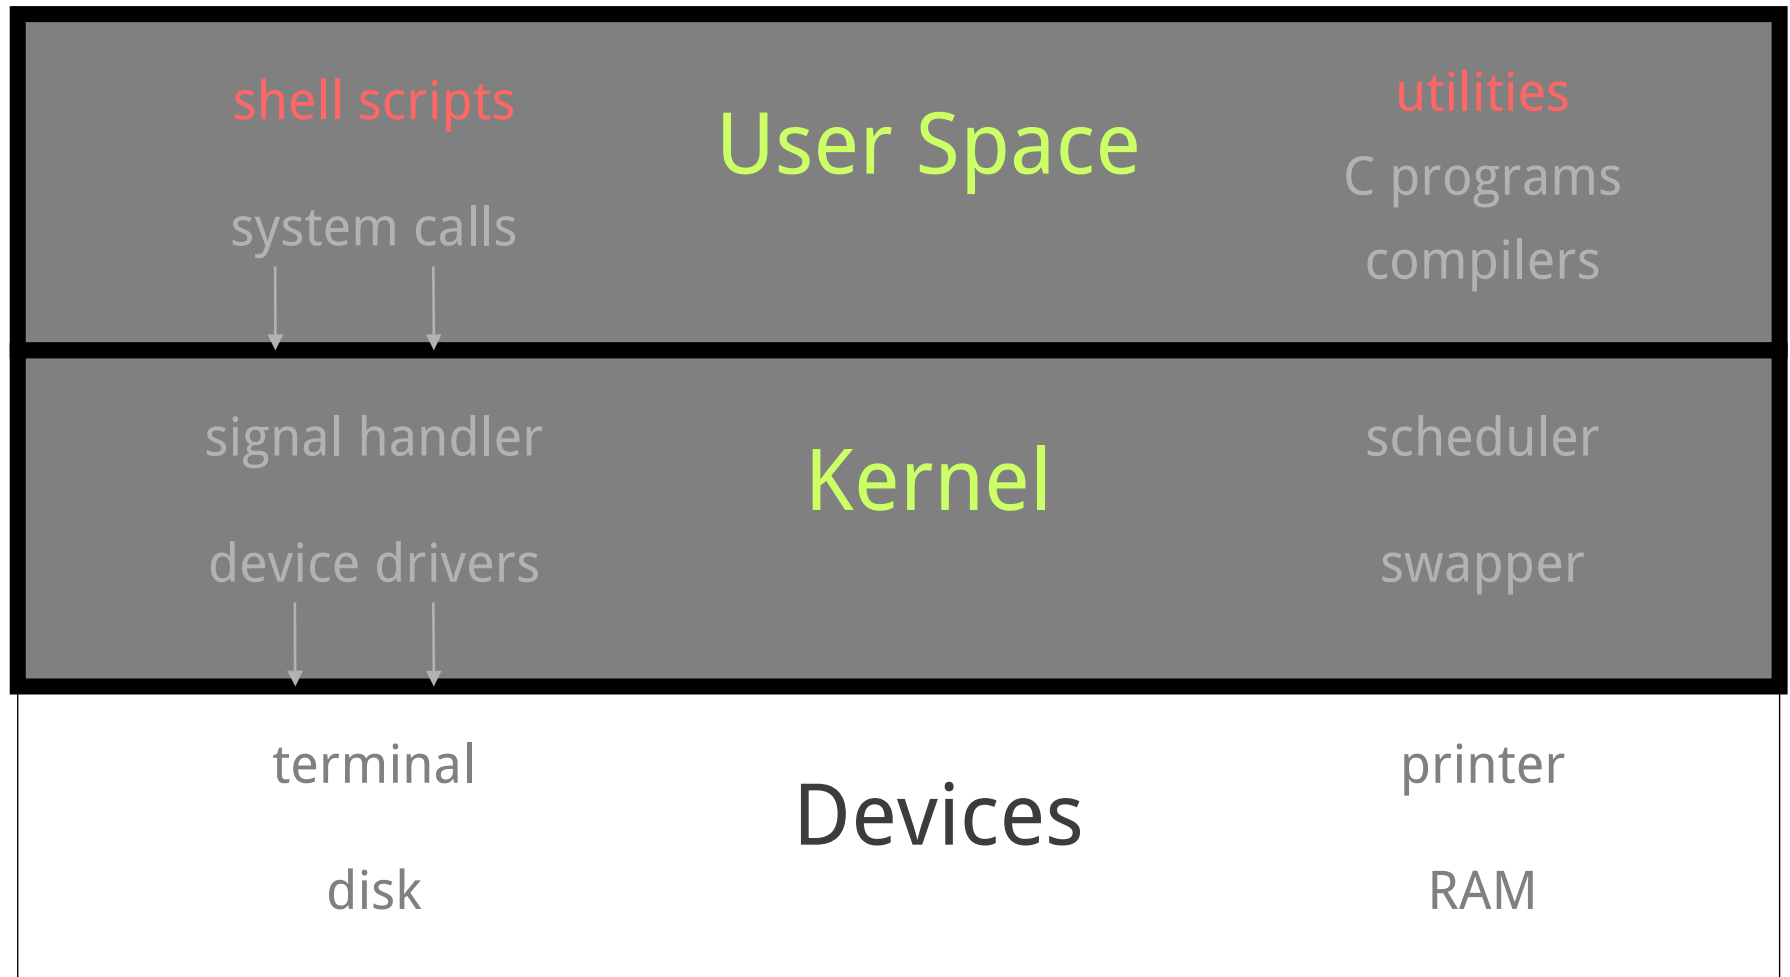 shell scripts
User Space
utilities
C programs
system calls
compilers
signal handler
Kernel
scheduler
device drivers
swapper
terminal
Devices
printer
disk
RAM